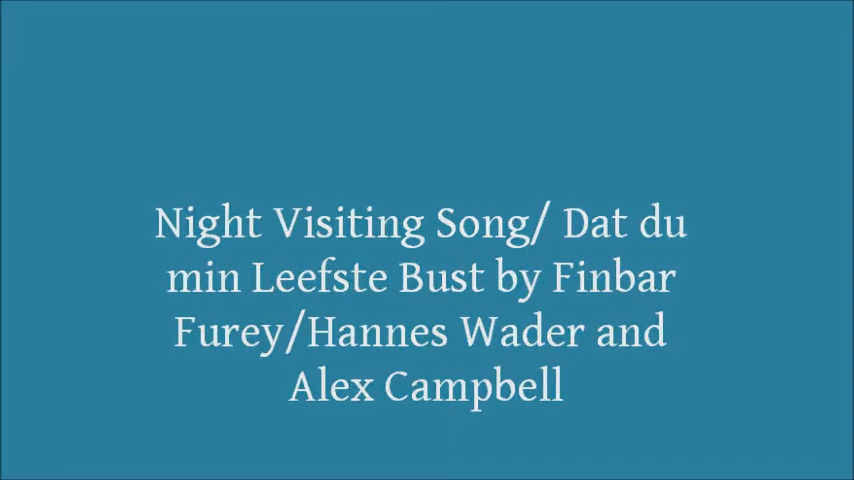 Night Visiting Song/ Dat du
min Leefste Bust by Finbar
Furey/Hannes Wader and
Alex Campbell